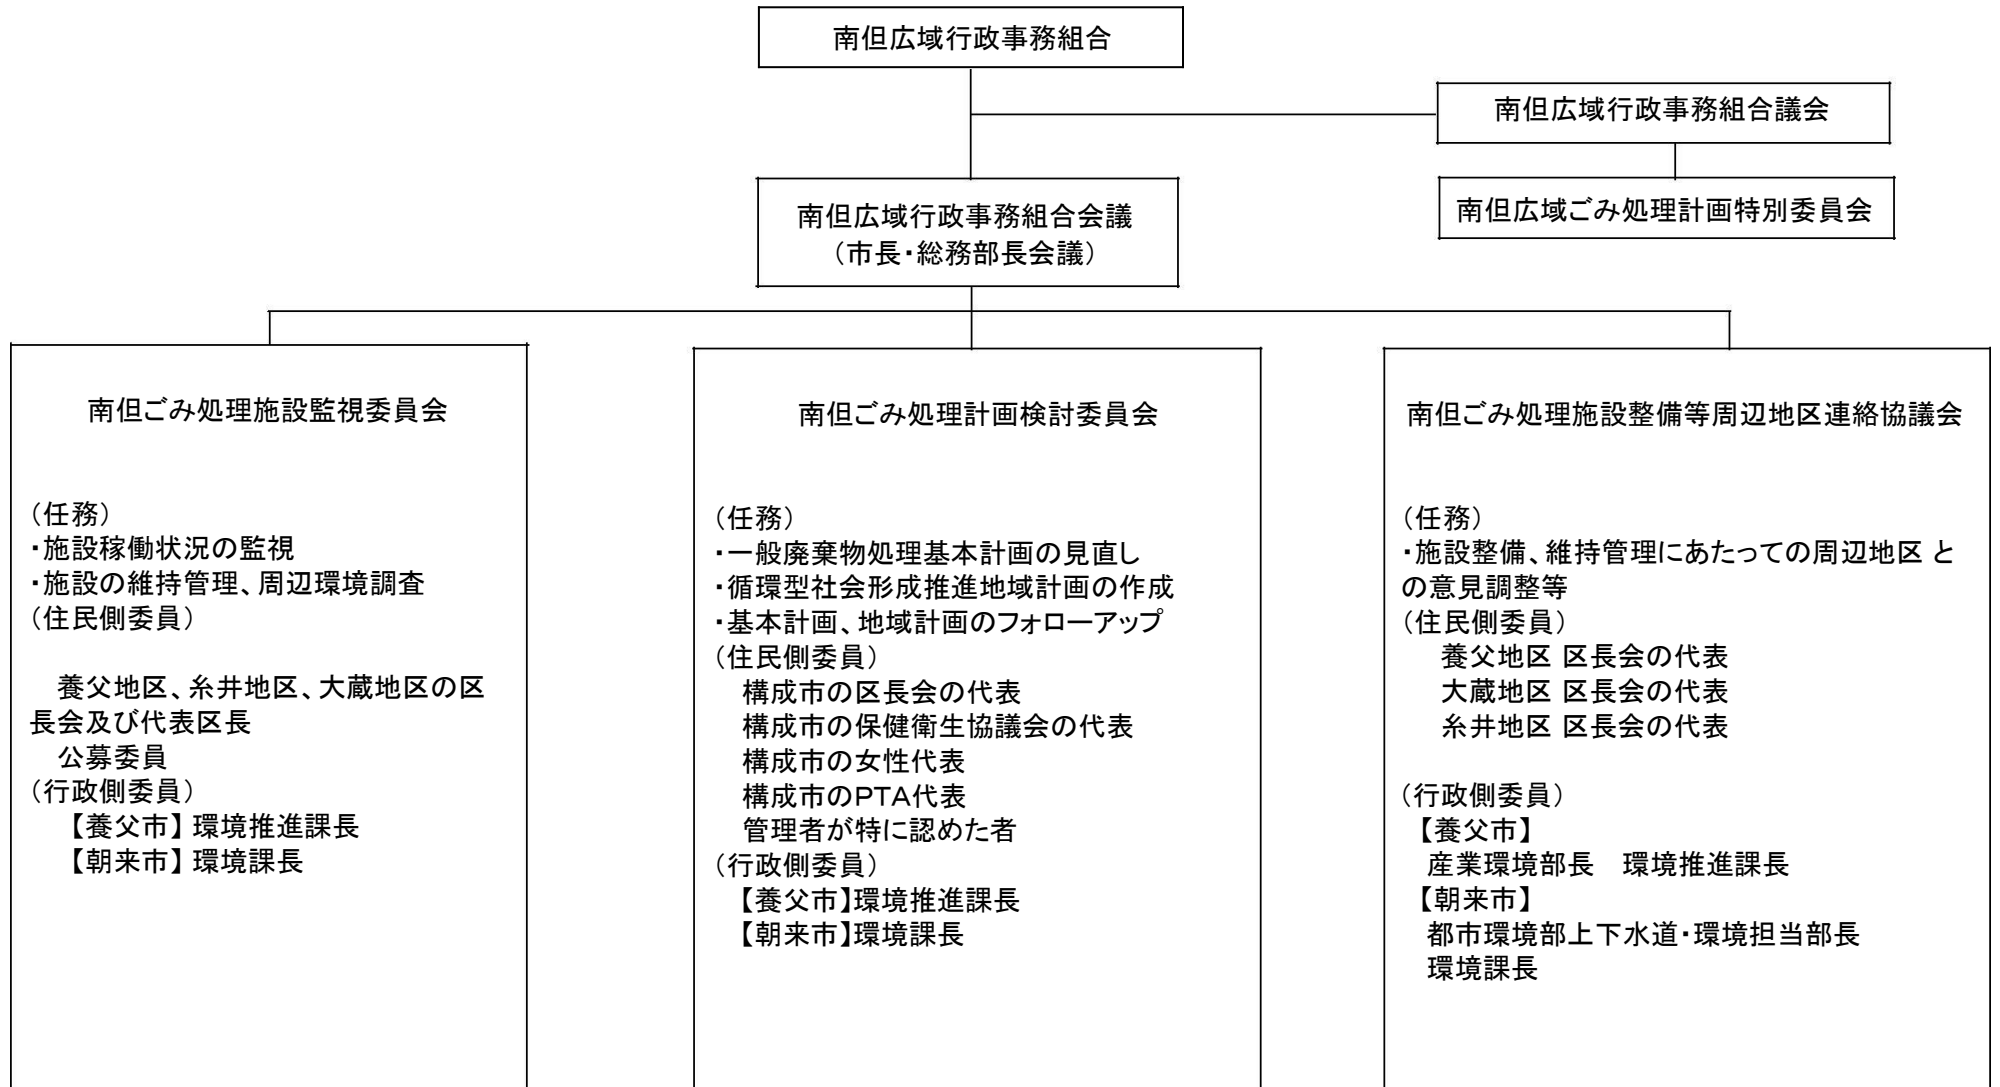 南但広域行政事務組合
南但広域行政事務組合議会
南但広域ごみ処理計画特別委員会
南但広域行政事務組合会議
（市長・総務部長会議）
南但ごみ処理施設監視委員会
（任務）
・施設稼働状況の監視
・施設の維持管理、周辺環境調査
（住民側委員）
養父地区、糸井地区、大蔵地区の区
長会及び代表区長
公募委員
（行政側委員）
【養父市】 環境推進課長
【朝来市】 環境課長
南但ごみ処理計画検討委員会
（任務）
・一般廃棄物処理基本計画の見直し
・循環型社会形成推進地域計画の作成
・基本計画、地域計画のフォローアップ
（住民側委員）
構成市の区長会の代表
構成市の保健衛生協議会の代表
構成市の女性代表
構成市のPTA代表
管理者が特に認めた者
（行政側委員）
【養父市】環境推進課長
【朝来市】環境課長
南但ごみ処理施設整備等周辺地区連絡協議会
（任務）
・施設整備、維持管理にあたっての周辺地区 と
の意見調整等
（住民側委員）
養父地区 区長会の代表
大蔵地区 区長会の代表
糸井地区 区長会の代表
（行政側委員）
【養父市】
産業環境部長　環境推進課長
【朝来市】
都市環境部上下水道・環境担当部長
環境課長